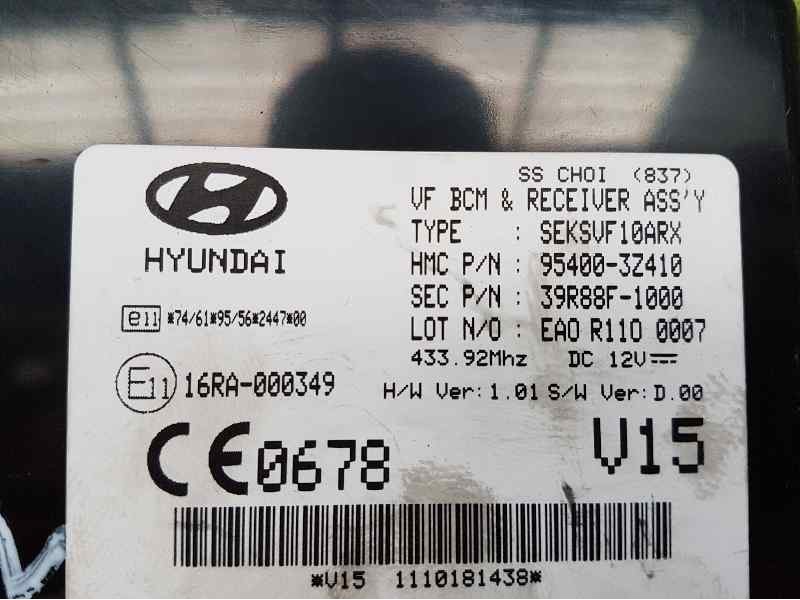 SS CHOI (837)
HYUNDAI
VF BCM & RECEIVER ASS'Y
TYPE : SEKSVF10ARX
HMC P/N : 95400-3Z410
SEC P/N : 39R88F-1000
LOT N/O : EAO R110 0007
433.92Mhz DC 12V
H/W Ver: 1.01 S/W Ver: D.00
e11 *74/61*95/56*2447*00
E11 16RA-000349
CE0678
V15
*V15 1110181438*